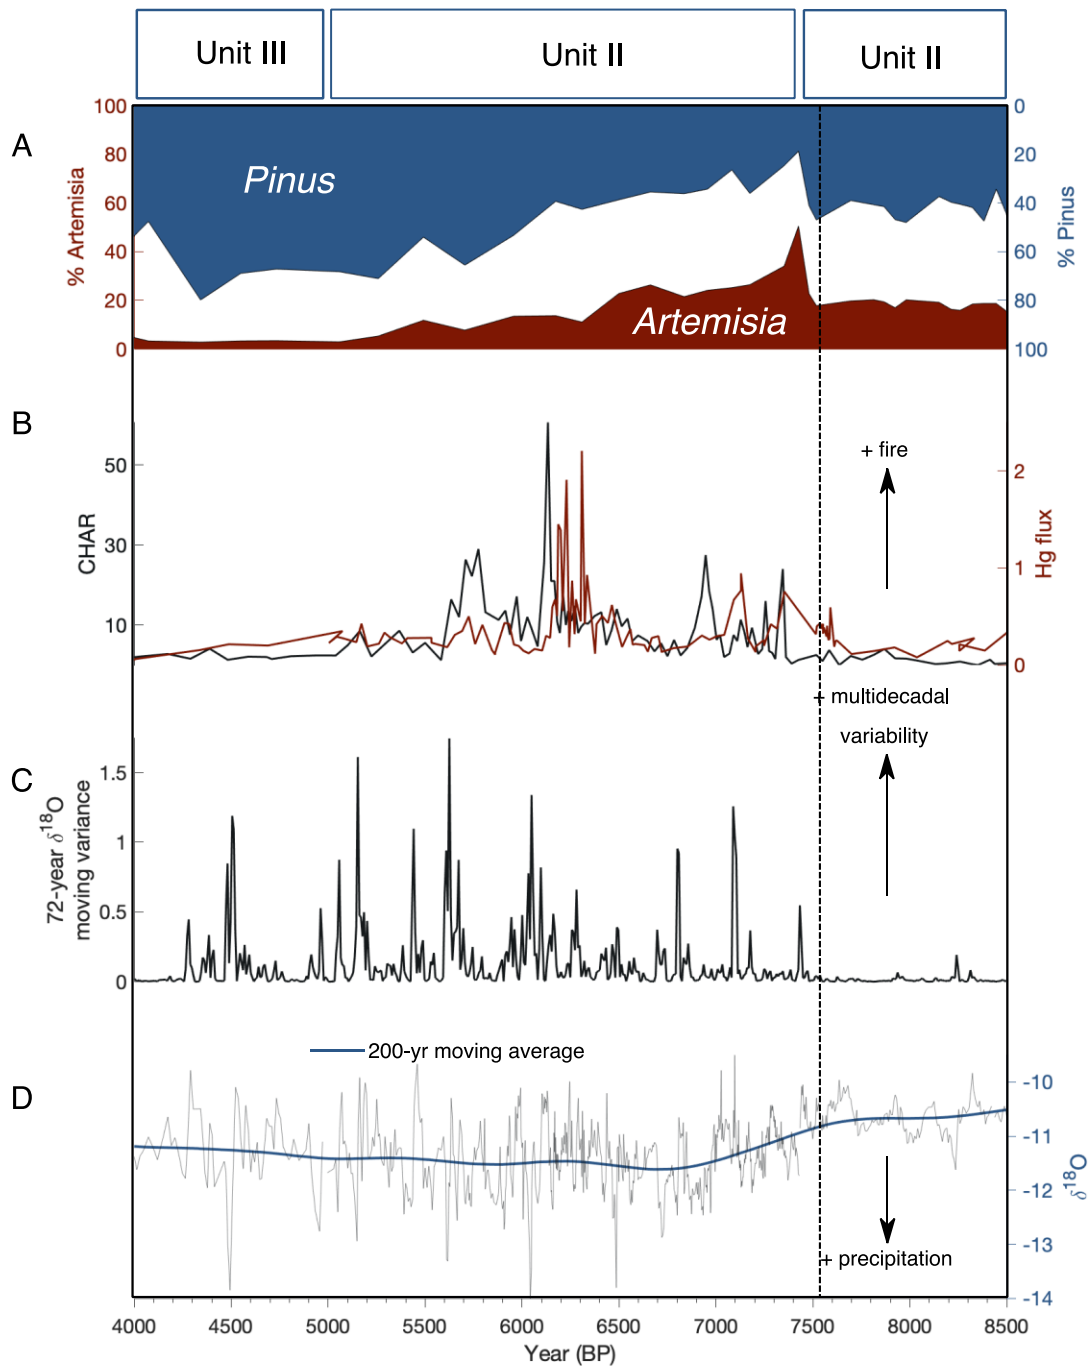 Unit III
Unit II
Unit II
A
100
80
60
40
20
0
% Artemisia
Pinus
Artemisia
0
20
40
60
80
100
% Pinus
B
50
30
10
CHAR
+ fire
2
1
0
Hg flux
+ multidecadal
variability
C
1.5
1
0.5
0
72-year δ18O
moving variance
200-yr moving average
D
-10
-11
-12
-13
-14
δ18O
+ precipitation
4000 4500 5000 5500 6000 6500 7000 7500 8000 8500
Year (BP)